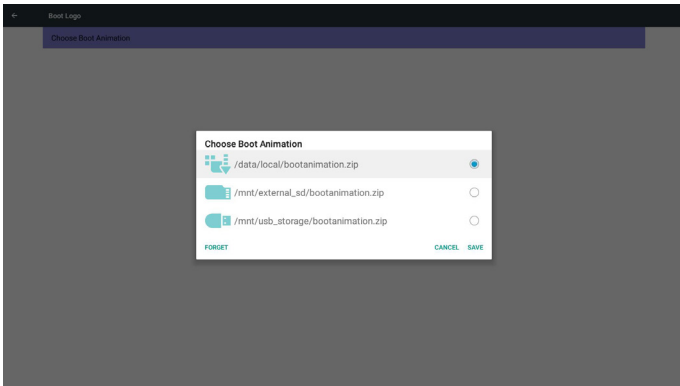 Boot Logo
Choose Boot Animation
Choose Boot Animation
/data/local/bootanimation.zip
/mnt/external_sd/bootanimation.zip
/mnt/usb_storage/bootanimation.zip
FORGET CANCEL SAVE